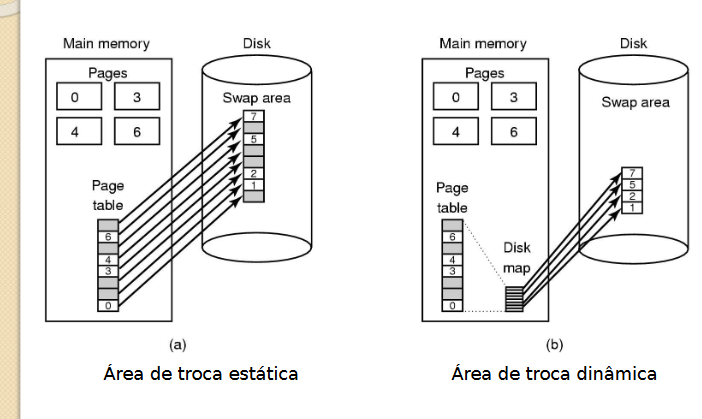 Main memory
Disk
Pages
0 3
4 6
Swap area
7
5
2
1
Page
table
6
4
3
0
(a)
Área de troca estática
Main memory
Disk
Pages
0 3
4 6
Swap area
7
5
2
1
Page
table
6
4
3
0
Disk
map
(b)
Área de troca dinâmica